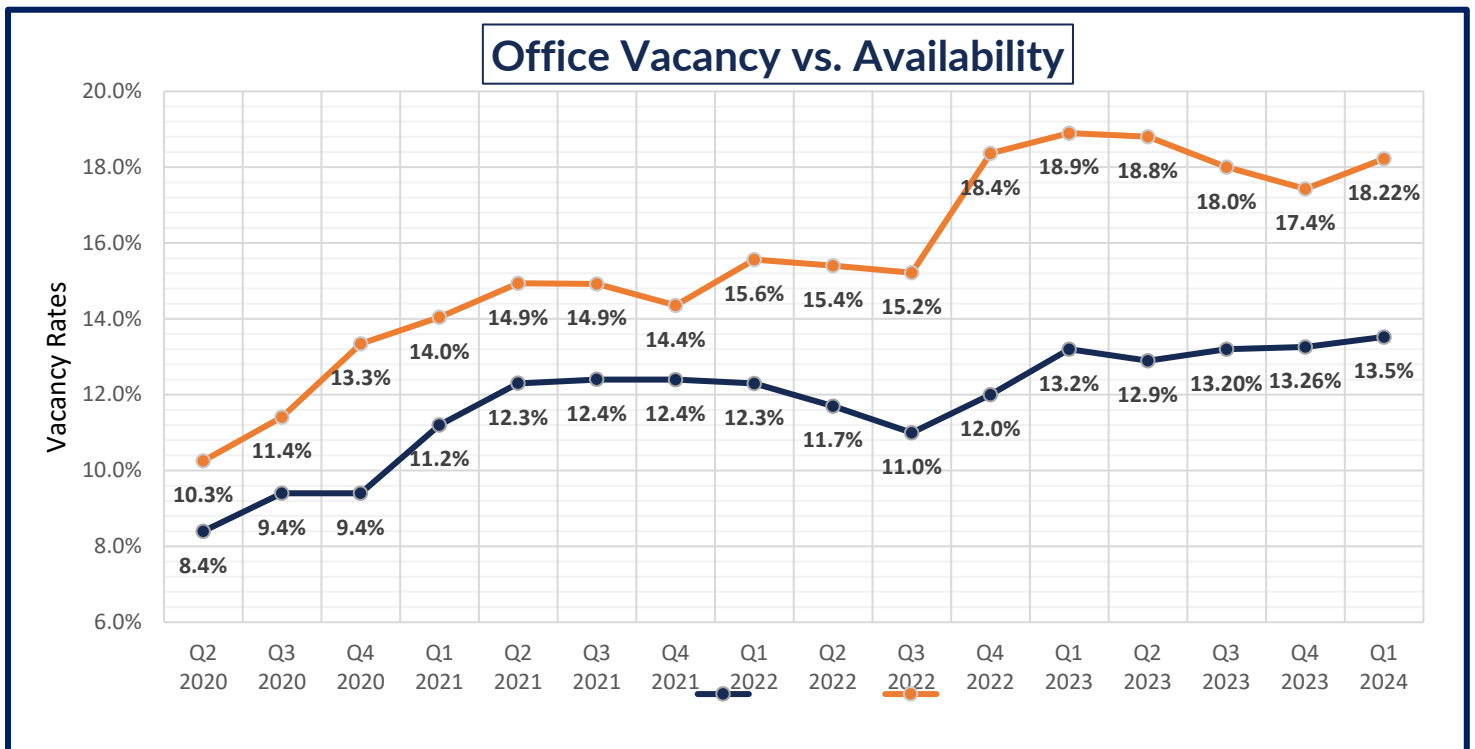 Office Vacancy vs. Availability
20.0%
18.0%
16.0%
14.0%
12.0%
10.0%
8.0%
6.0%
Vacancy Rates
10.3%
11.4%
13.3%
14.0%
14.9%
14.9%
14.4%
15.6%
15.4%
15.2%
18.4%
18.9%
18.8%
18.0%
17.4%
18.22%
8.4%
9.4%
9.4%
11.2%
12.3%
12.4%
12.4%
12.3%
11.7%
11.0%
12.0%
13.2%
12.9%
13.20%
13.26%
13.5%
Q2 2020
Q3 2020
Q4 2020
Q1 2021
Q2 2021
Q3 2021
Q4 2021
Q1 2022
Q2 2022
Q3 2022
Q4 2022
Q1 2023
Q2 2023
Q3 2023
Q4 2023
Q1 2024